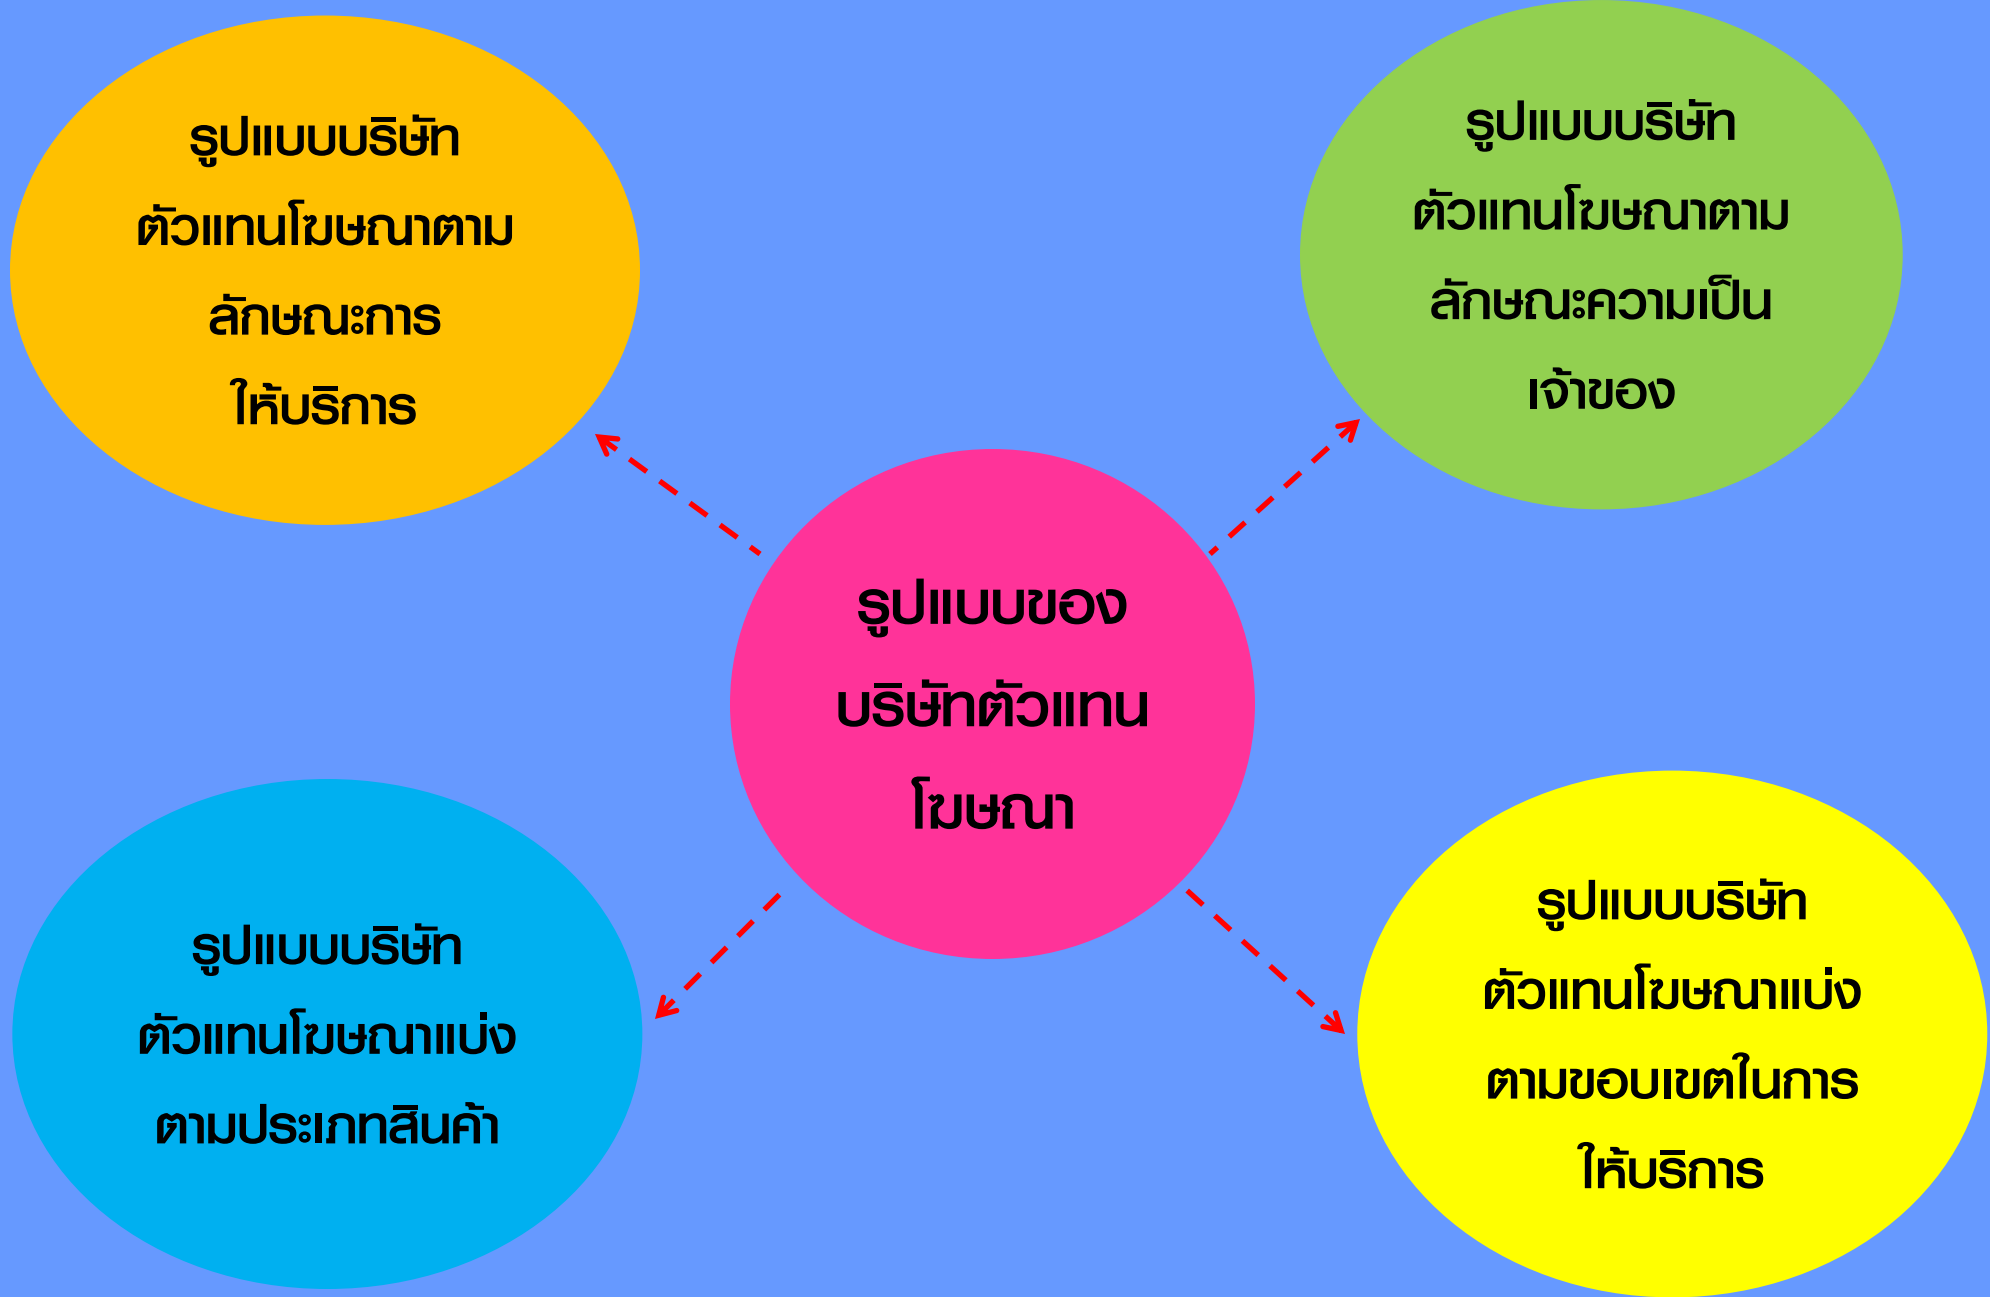 รูปแบบบริษัท
ตัวแทนโฆษณาตาม
ลักษณะการ
ให้บริการ
รูปแบบบริษัท
ตัวแทนโฆษณาตาม
ลักษณะความเป็น
เจ้าของ
รูปแบบของ
บริษัทตัวแทน
โฆษณา
รูปแบบบริษัท
ตัวแทนโฆษณาแบ่ง
ตามประเภทสินค้า
รูปแบบบริษัท
ตัวแทนโฆษณาแบ่ง
ตามขอบเขตในการ
ให้บริการ